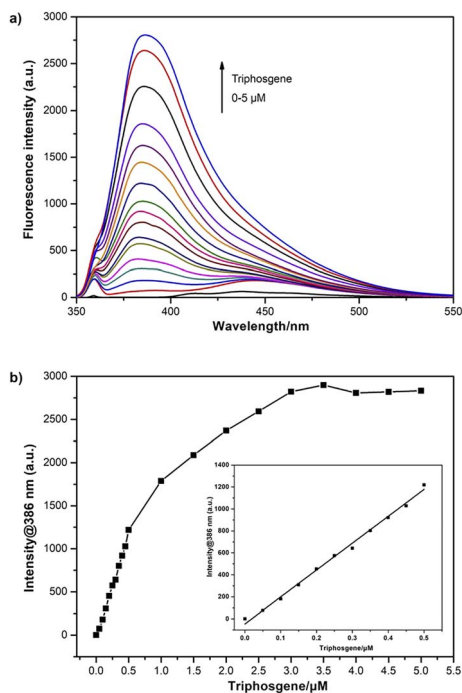 a)
3000
2500
2000
1500
1000
500
0
Fluorescence intensity (a.u.)
Triphosgene
0-5 µM
350 400 450 500 550
Wavelength/nm
b)
3000
2500
2000
1500
1000
500
0
Intensity@386 nm (a.u.)
1400
1200
1000
800
600
400
200
0
Intensity@386 nm (a.u.)
0.0 0.1 0.2 0.3 0.4 0.5
Triphosgene/µM
0.0 0.5 1.0 1.5 2.0 2.5 3.0 3.5 4.0 4.5 5.0 5.5
Triphosgene/µM